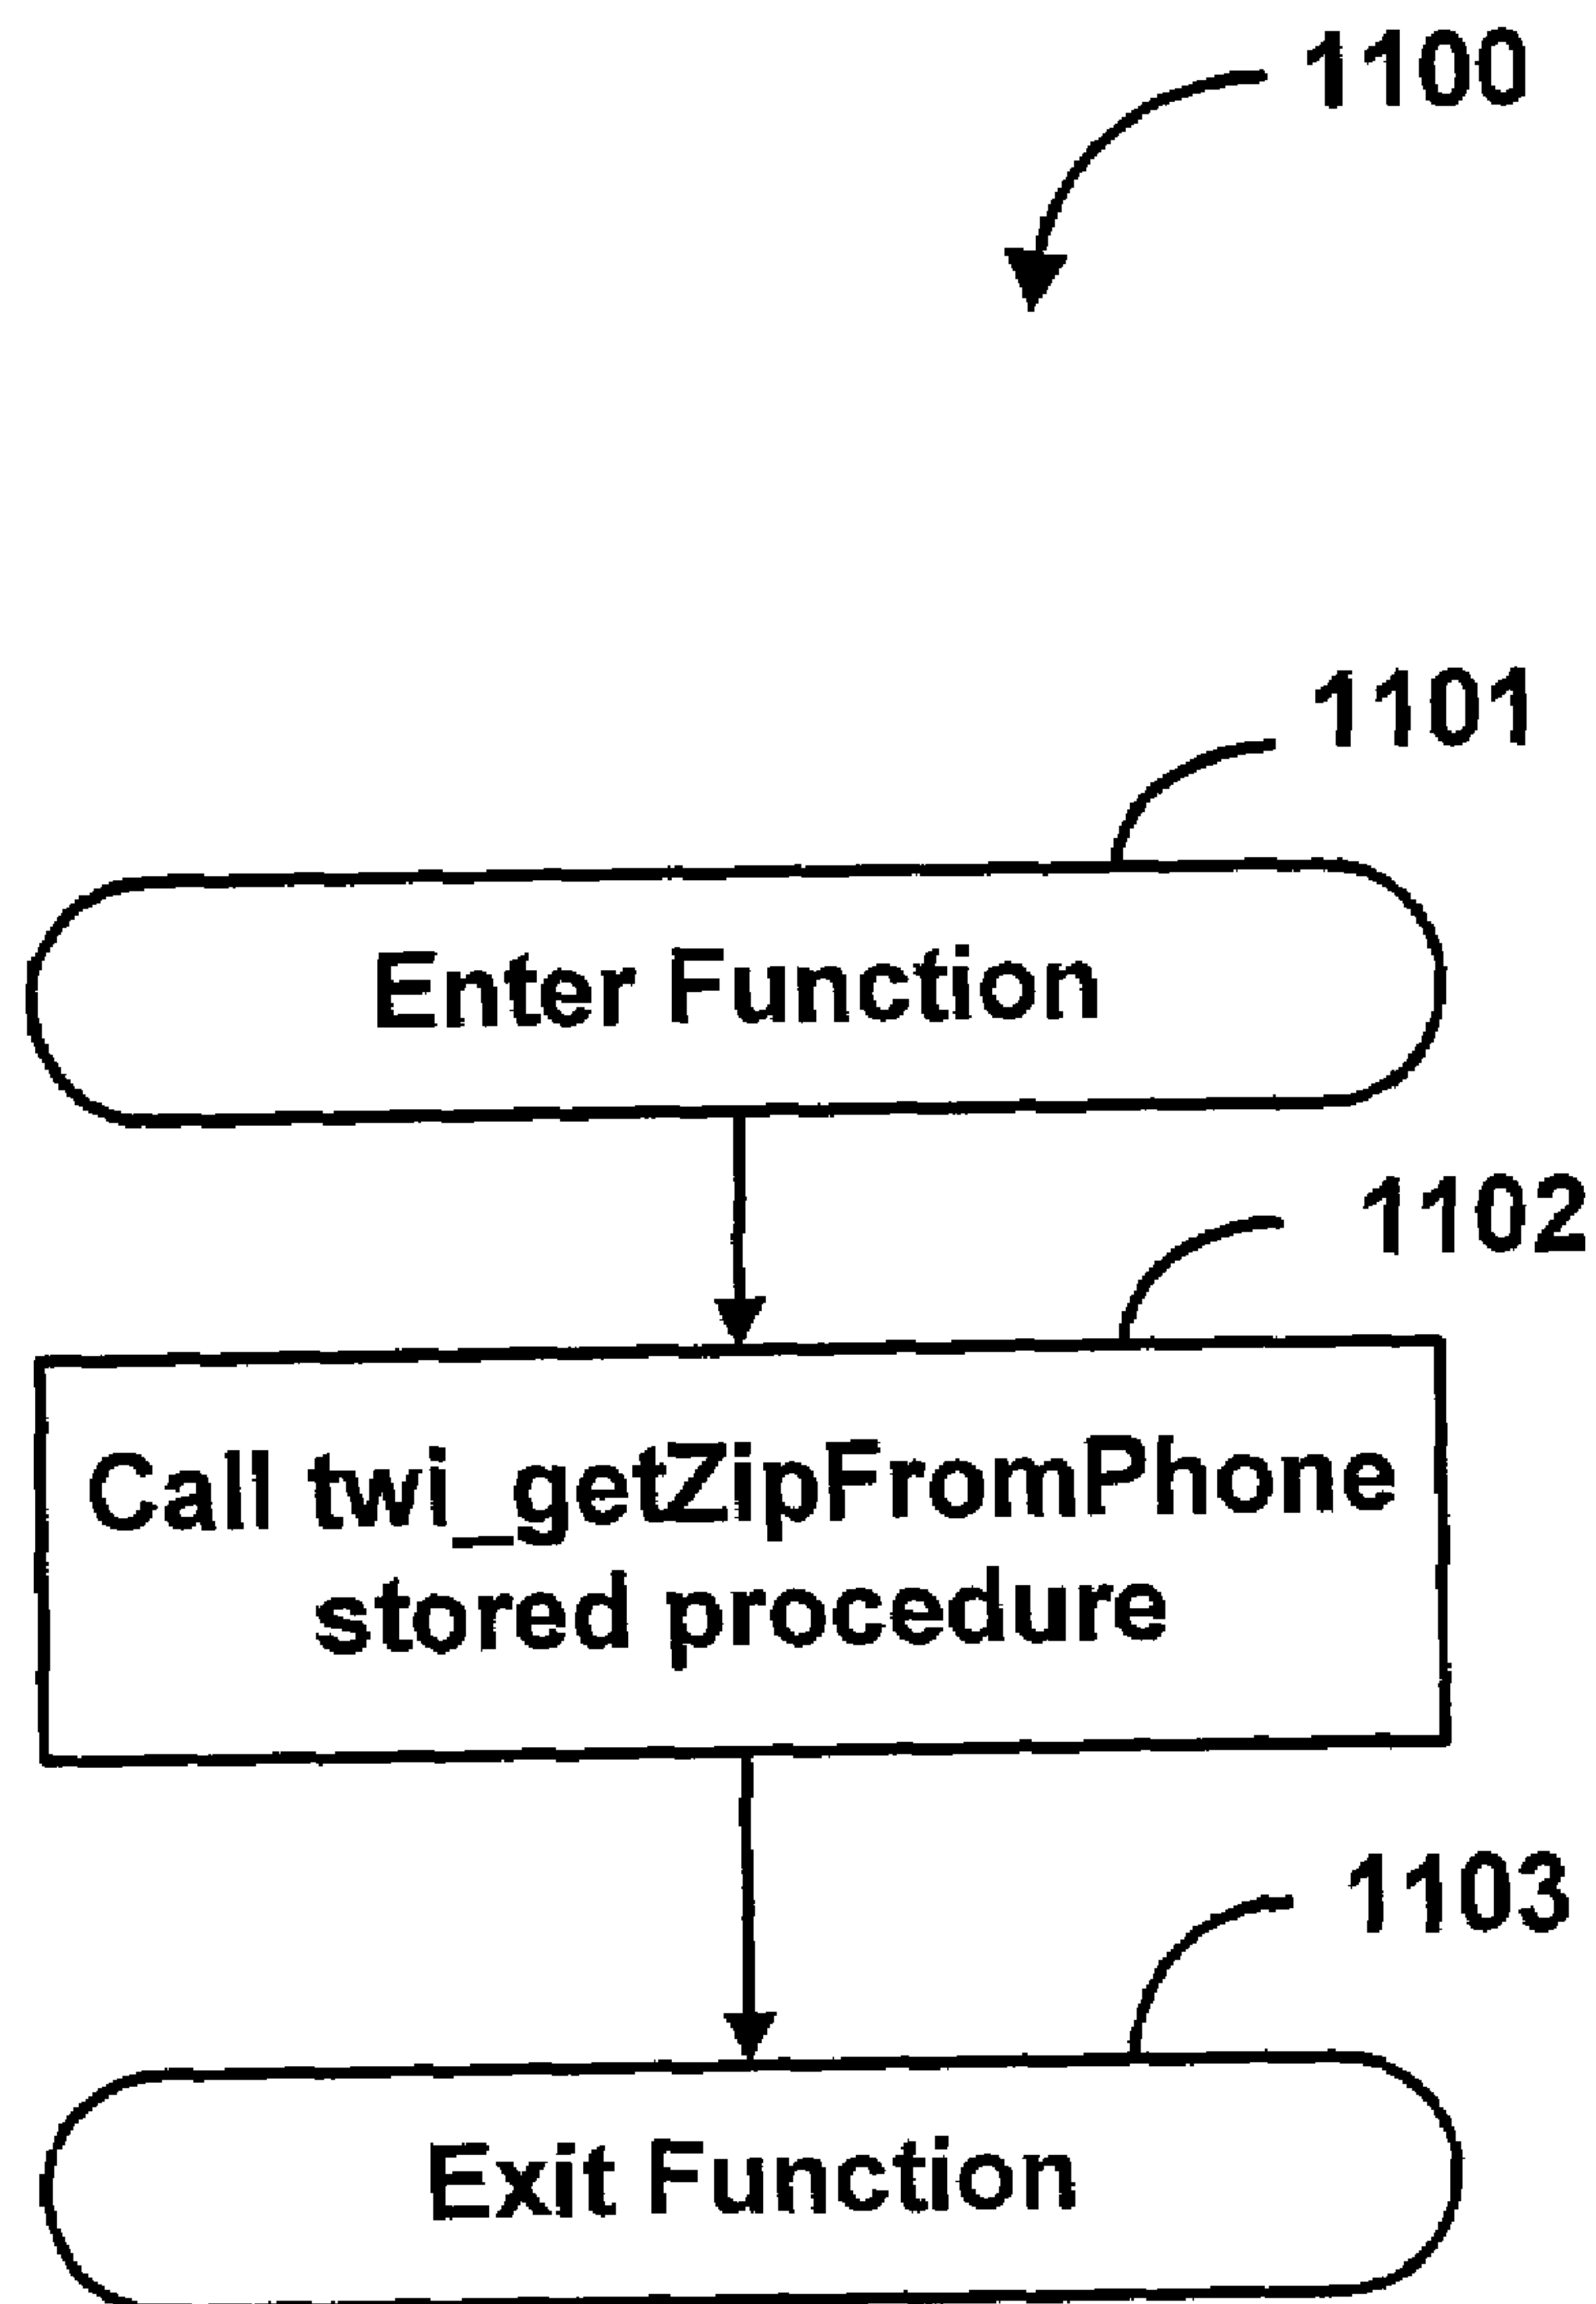 1100
1101
Enter Function
1102
Call twi_getZipFromPhone
stored procedure
1103
Exit Function